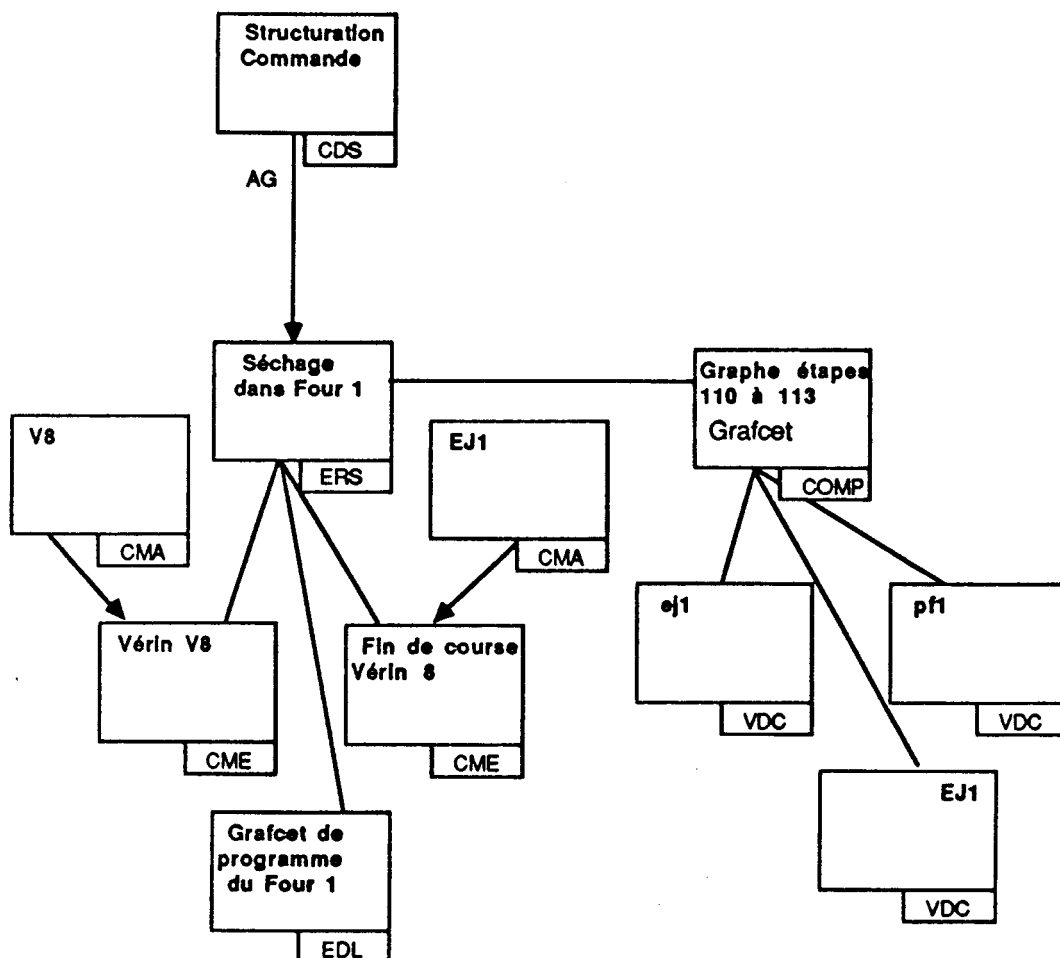 Structuration
Commande
CDS
AG
Séchage
dans Four 1
ERS
Graphe étapes
110 à 113
Grafcet
COMP
V8
CMA
EJ1
CMA
Vérin V8
CME
Fin de course
Vérin 8
CME
ej1
VDC
pf1
VDC
EJ1
VDC
Grafcet de
programme
du Four 1
EDL